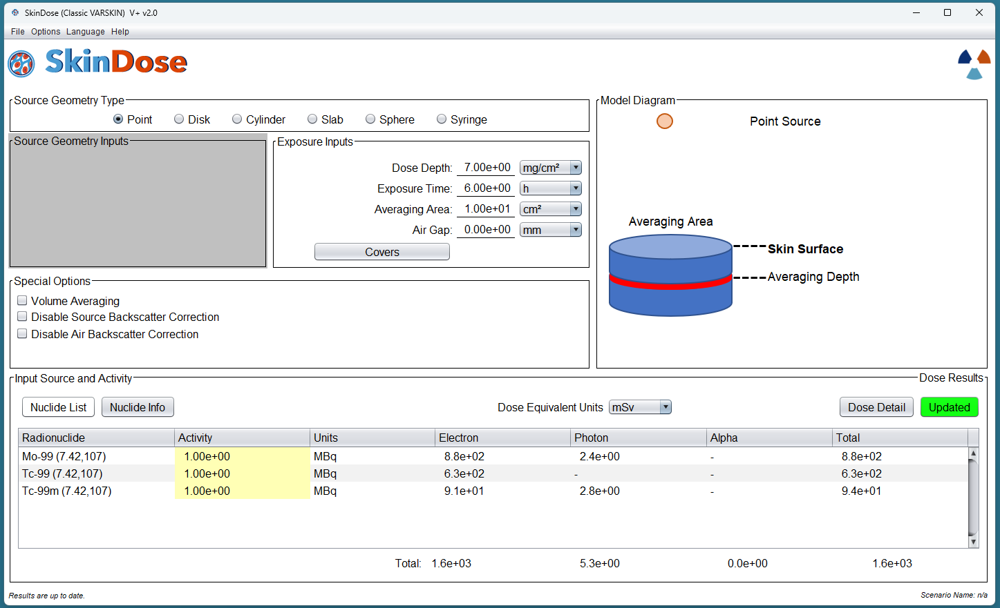 SkinDose (Classic VARSKIN)  V+ v2.0
File Options Language Help
SkinDose
Source Geometry Type
Point Disk Cylinder Slab Sphere Syringe
Source Geometry Inputs
Exposure Inputs
Dose Depth: 7.00e+00 mg/cm²
Exposure Time: 6.00e+00 h
Averaging Area: 1.00e+01 cm²
Air Gap: 0.00e+00 mm
Covers
Special Options
Volume Averaging
Disable Source Backscatter Correction
Disable Air Backscatter Correction
Model Diagram
Point Source
Averaging Area
Skin Surface
Averaging Depth
Input Source and Activity
Dose Results
Nuclide List Nuclide Info Dose Equivalent Units mSv Dose Detail Updated
Radionuclide Activity Units Electron Photon Alpha Total
Mo-99 (7.42,107) 1.00e+00 MBq 8.8e+02 2.4e+00 - 8.8e+02
Tc-99 (7.42,107) 1.00e+00 MBq 6.3e+02 - - 6.3e+02
Tc-99m (7.42,107) 1.00e+00 MBq 9.1e+01 2.8e+00 - 9.4e+01
Total: 1.6e+03 5.3e+00 0.0e+00 1.6e+03
Results are up to date.
Scenario Name: n/a